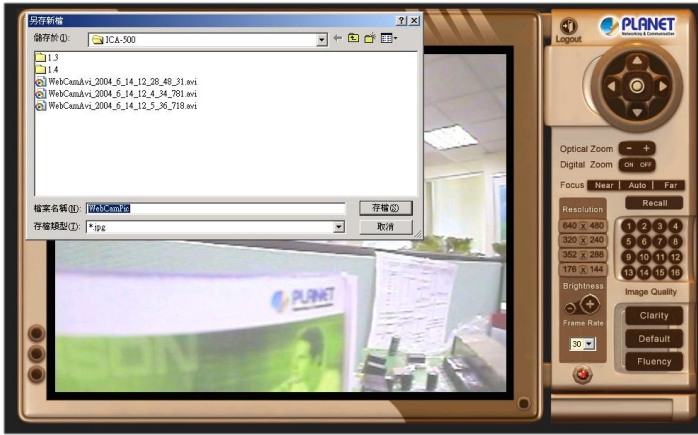 另存新檔
儲存於(I):
ICA-500
1.3
1.4
WebCamAvi_2004_6_14_12_28_48_31.avi
WebCamAvi_2004_6_14_12_4_34_781.avi
WebCamAvi_2004_6_14_12_5_36_718.avi
檔案名稱(N):
WebCamPic
存檔(S)
存檔類型(T):
*.jpg
取消
PLANET
Logout
PLANET
Networking & Communication
Optical Zoom - +
Digital Zoom ON OFF
Focus Near Auto Far
Resolution
640 x 480
320 x 240
352 x 288
176 x 144
Recall
1 2 3 4
5 6 7 8
9 10 11 12
13 14 15 16
Brightness
- +
Frame Rate
30
Image Quality
Clarity
Default
Fluency